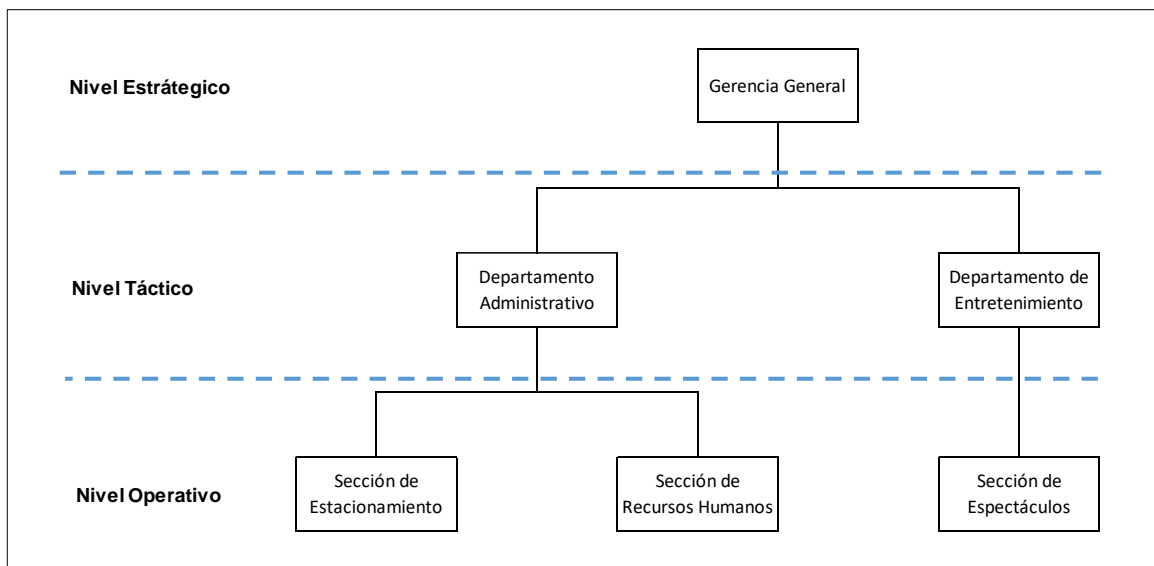 Nivel Estrátegico
Gerencia General
Nivel Táctico
Departamento
Administrativo
Departamento de
Entretenimiento
Nivel Operativo
Sección de
Estacionamiento
Sección de
Recursos Humanos
Sección de
Espectáculos